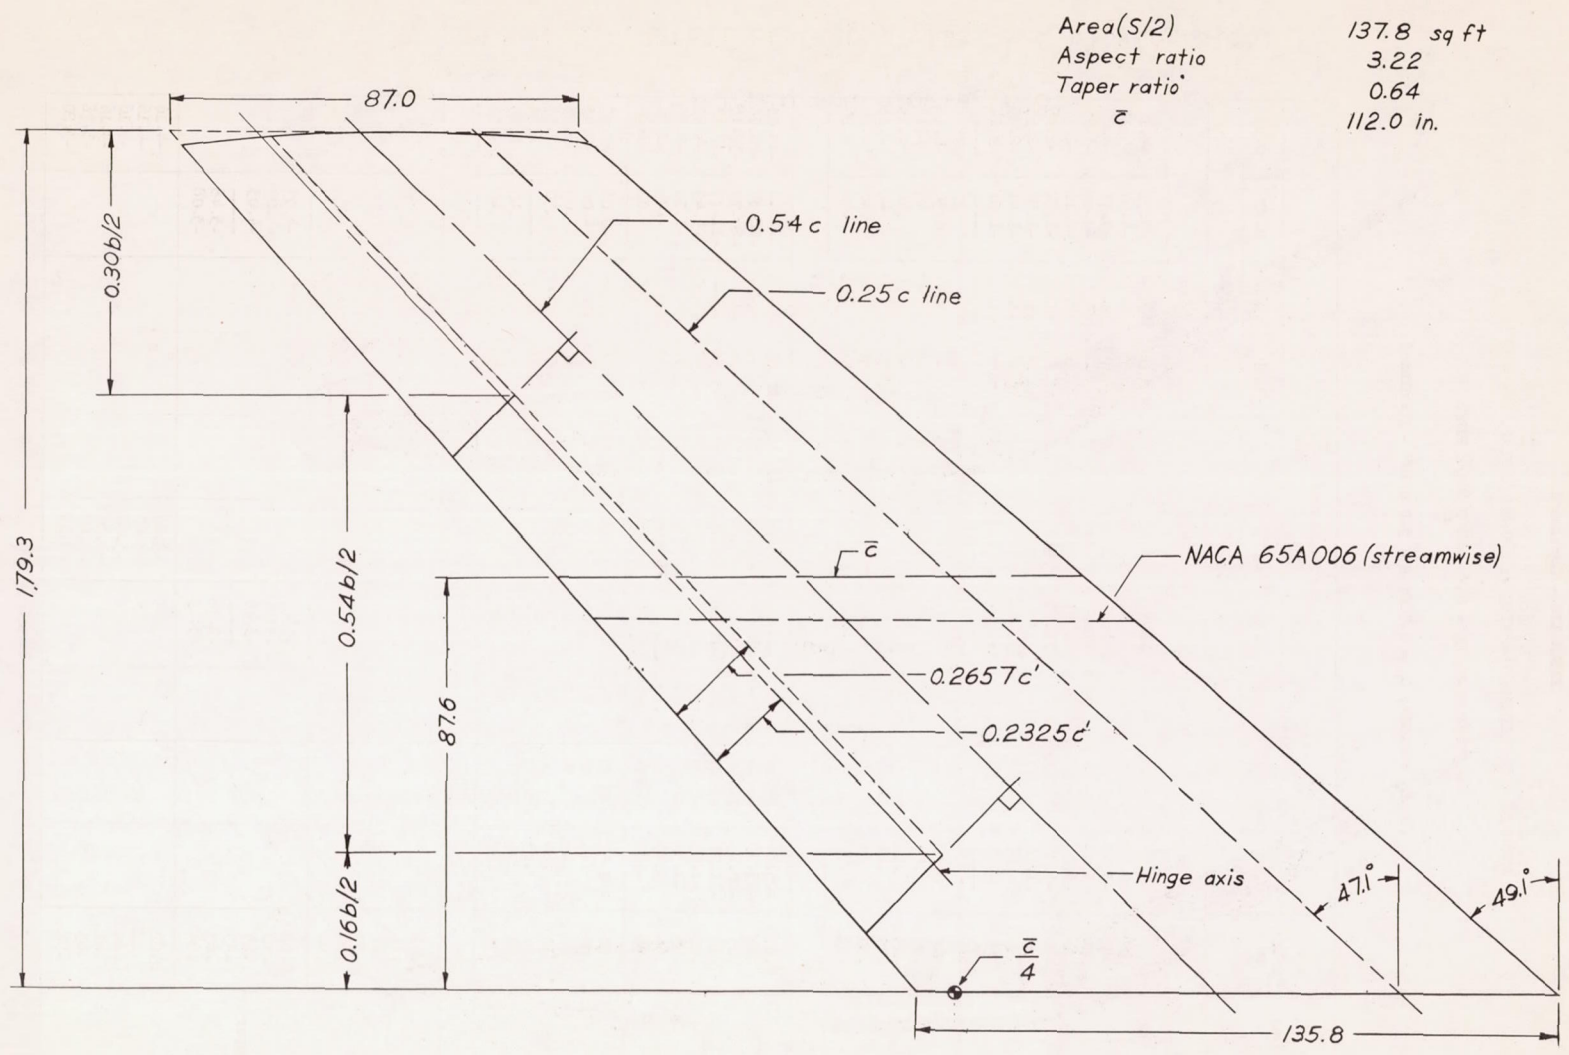 Area(S/2) 137.8 sq ft
Aspect ratio 3.22
Taper ratio 0.64
c̄ 112.0 in.
87.0
0.54c line
0.30b/2
0.25c line
c̄
NACA 65A006 (streamwise)
179.3
0.54b/2
0.2657c'
87.6
0.2325c'
Hinge axis
47.1°
49.1°
0.16b/2
c̄/4
135.8